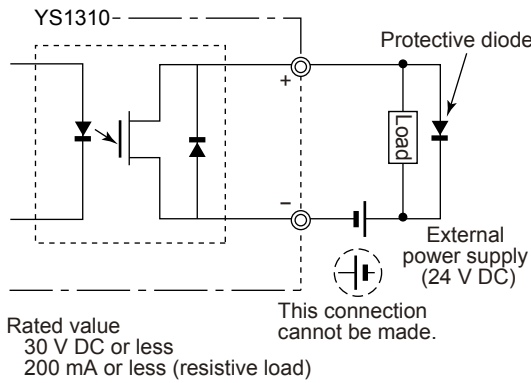 YS1310
Protective diode
+
Load
−
External
power supply
(24 V DC)
This connection
cannot be made.
Rated value
30 V DC or less
200 mA or less (resistive load)